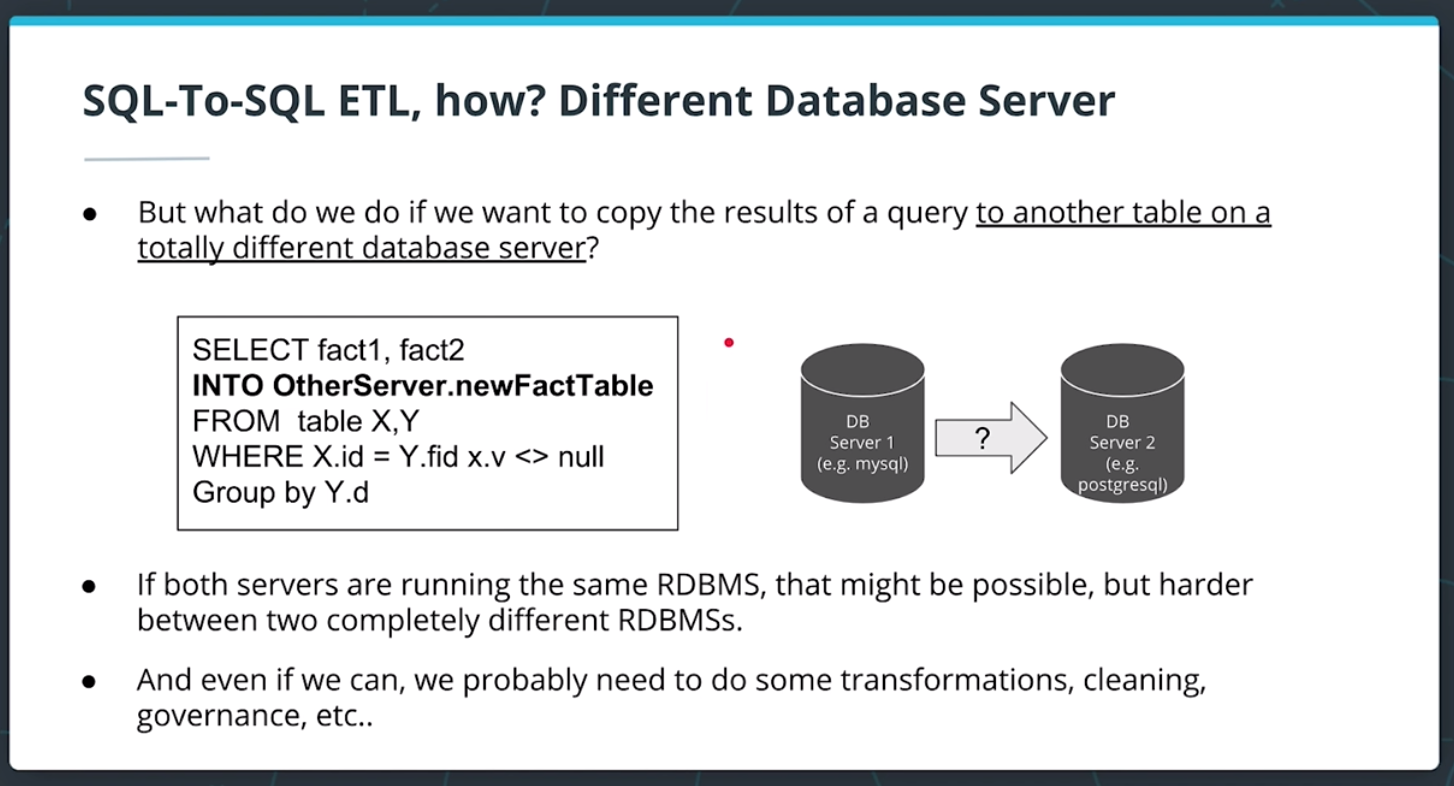 SQL-To-SQL ETL, how? Different Database Server
● But what do we do if we want to copy the results of a query to another table on a
totally different database server?
SELECT fact1, fact2
INTO OtherServer.newFactTable
FROM table X,Y
WHERE X.id = Y.fid x.v <> null
Group by Y.d
DB
Server 1
(e.g. mysql)
?
DB
Server 2
(e.g.
postgresql)
● If both servers are running the same RDBMS, that might be possible, but harder
between two completely different RDBMSs.
● And even if we can, we probably need to do some transformations, cleaning,
governance, etc..